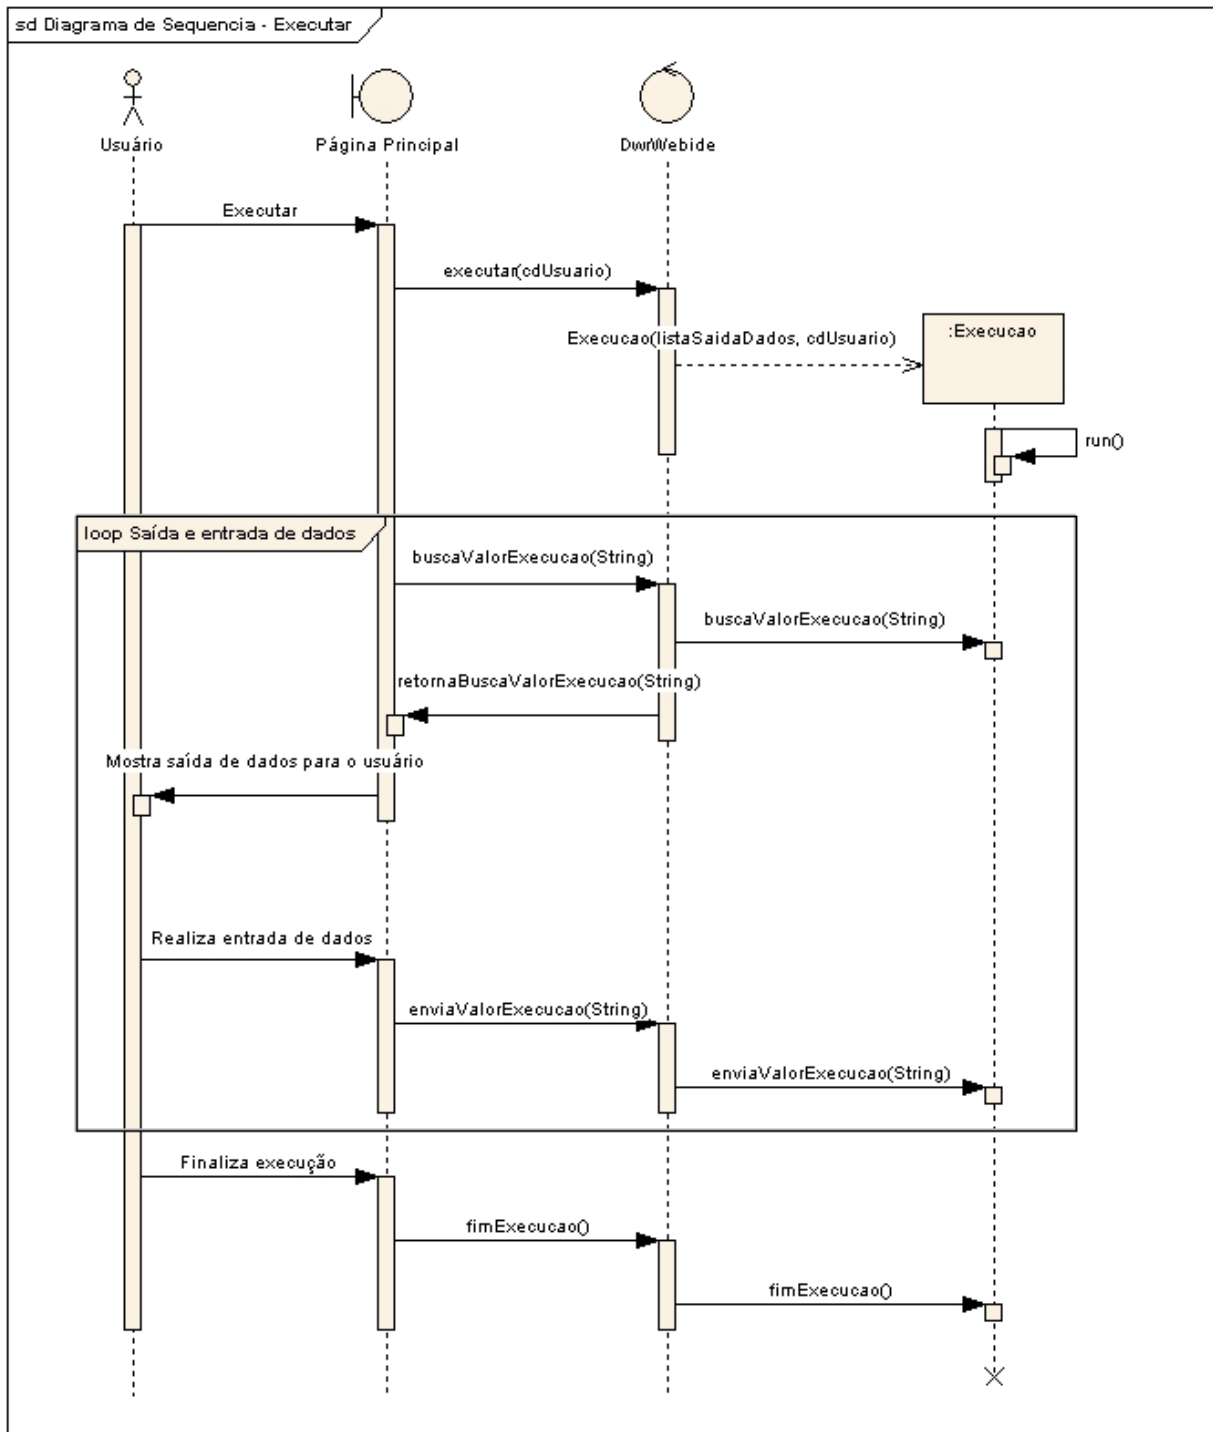 sd Diagrama de Sequencia - Executar
Usuário
Página Principal
DwrWebide
Executar
executar(cdUsuario)
Execucao(listaSaidaDados, cdUsuario)
:Execucao
run()
loop Saída e entrada de dados
buscaValorExecucao(String)
buscaValorExecucao(String)
retornaBuscaValorExecucao(String)
Mostra saída de dados para o usuário
Realiza entrada de dados
enviaValorExecucao(String)
enviaValorExecucao(String)
Finaliza execução
fimExecucao()
fimExecucao()